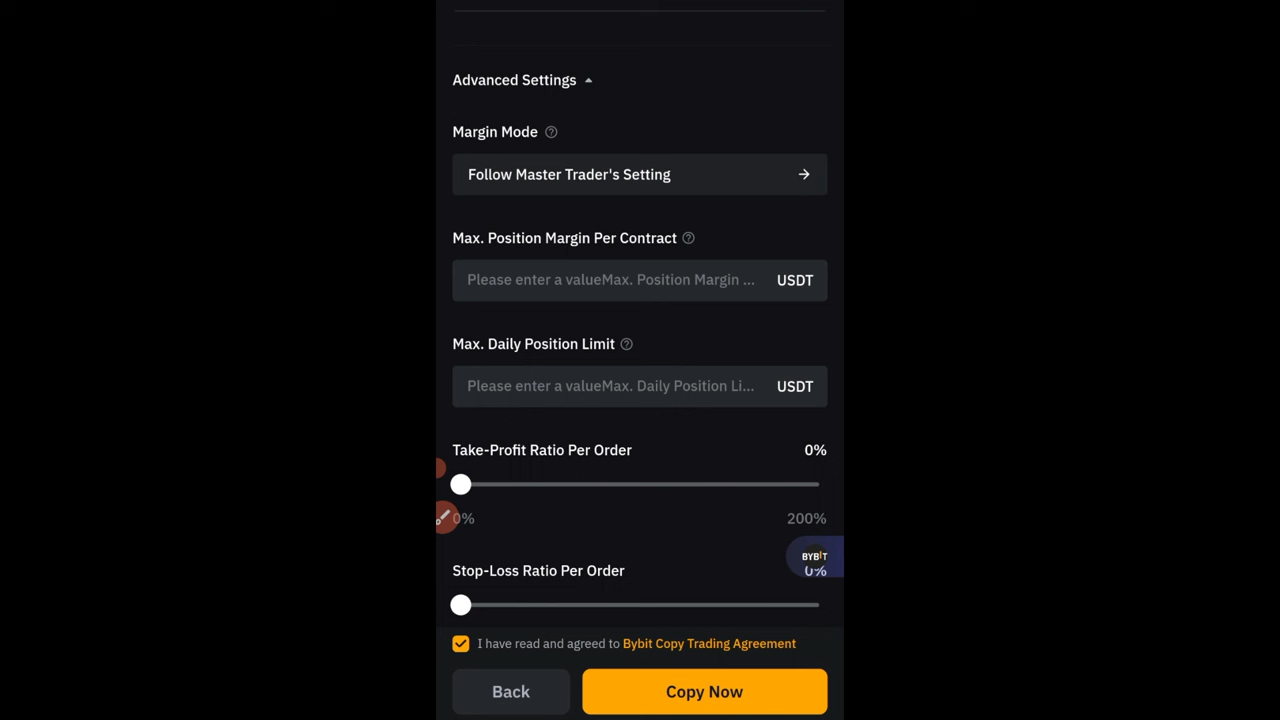 Advanced Settings
Margin Mode
Follow Master Trader's Setting
Max. Position Margin Per Contract
Please enter a valueMax. Position Margin ... USDT
Max. Daily Position Limit
Please enter a valueMax. Daily Position Li... USDT
Take-Profit Ratio Per Order 0%
0% 200%
BYBIT
Stop-Loss Ratio Per Order 0%
I have read and agreed to Bybit Copy Trading Agreement
Back Copy Now